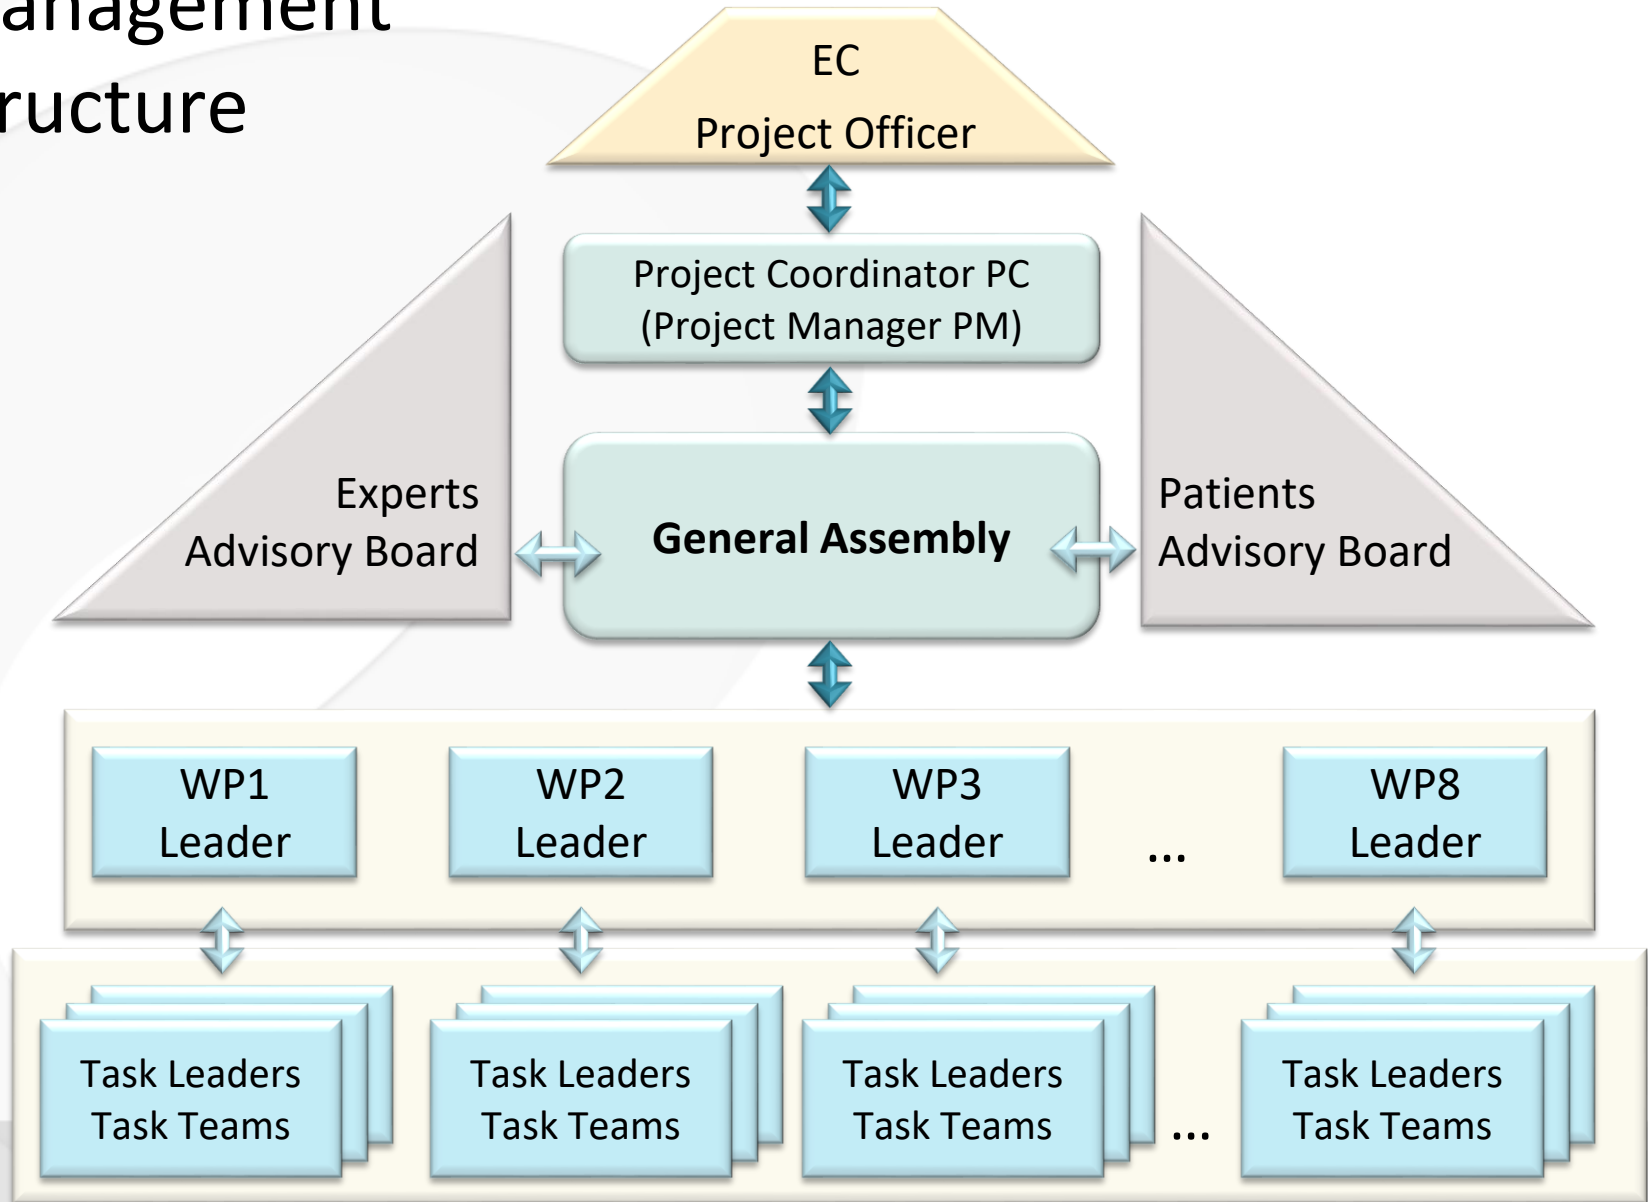 anagement
ructure
EC
Project Officer
Project Coordinator PC
(Project Manager PM)
Experts
Advisory Board
General Assembly
Patients
Advisory Board
WP1
Leader
WP2
Leader
WP3
Leader
...
WP8
Leader
Task Leaders
Task Teams
Task Leaders
Task Teams
Task Leaders
Task Teams
...
Task Leaders
Task Teams